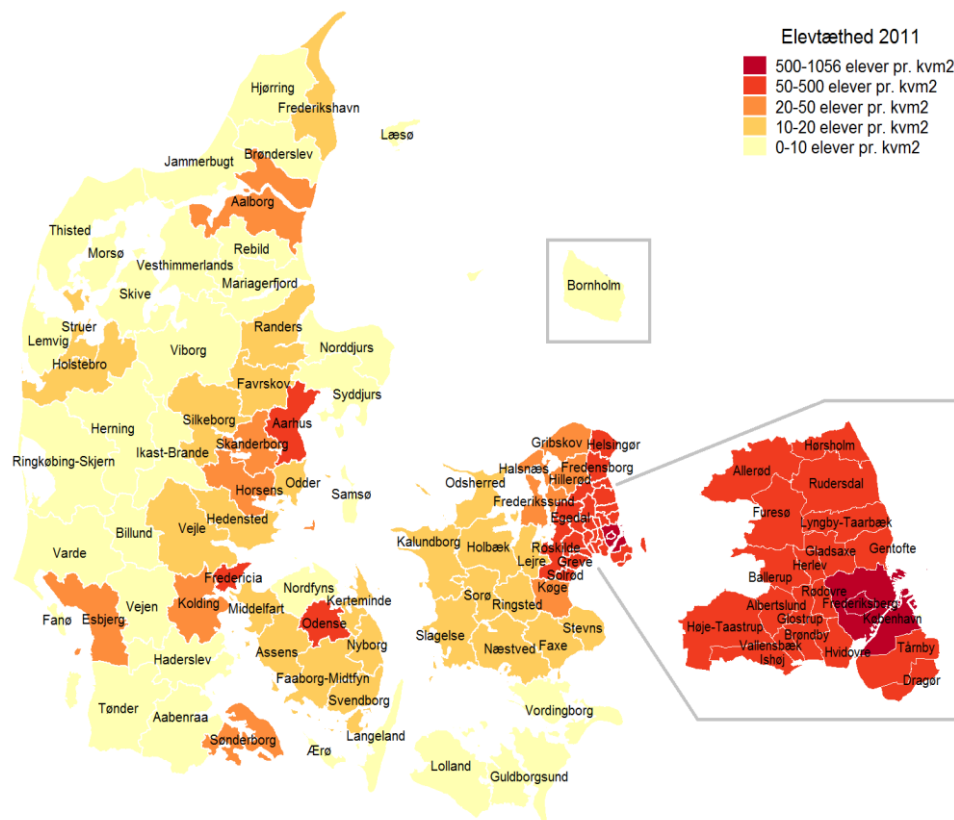 Elevtæthed 2011
500-1056 elever pr. kvm2
50-500 elever pr. kvm2
20-50 elever pr. kvm2
10-20 elever pr. kvm2
0-10 elever pr. kvm2
Hjørring
Frederikshavn
Læsø
Brønderslev
Jammerbugt
Aalborg
Thisted
Morsø
Rebild
Vesthimmerlands
Mariagerfjord
Skive
Bornholm
Struer
Lemvig
Randers
Viborg
Norddjurs
Holstebro
Favrskov
Syddjurs
Silkeborg
Aarhus
Herning
Skanderborg
Ikast-Brande
Ringkøbing-Skjern
Odder
Horsens
Samsø
Hedensted
Vejle
Billund
Varde
Fredericia
Kolding
Vejen
Esbjerg
Fanø
Nordfyns
Middelfart
Kerteminde
Odense
Nyborg
Assens
Haderslev
Faaborg-Midtfyn
Svendborg
Tønder
Aabenraa
Sønderborg
Ærø
Langeland
Gribskov
Helsingør
Halsnæs
Fredensborg
Hillerød
Odsherred
Frederikssund
Egedal
Kalundborg
Holbæk
Roskilde
Lejre
Greve
Solrød
Køge
Sorø
Ringsted
Stevns
Slagelse
Næstved
Faxe
Vordingborg
Lolland
Guldborgsund
Hørsholm
Allerød
Rudersdal
Furesø
Lyngby-Taarbæk
Gladsaxe
Gentofte
Herlev
Ballerup
Rødovre
Albertslund
Frederiksberg
Glostrup
København
Høje-Taastrup
Brøndby
Vallensbæk
Hvidovre
Ishøj
Tårnby
Dragør